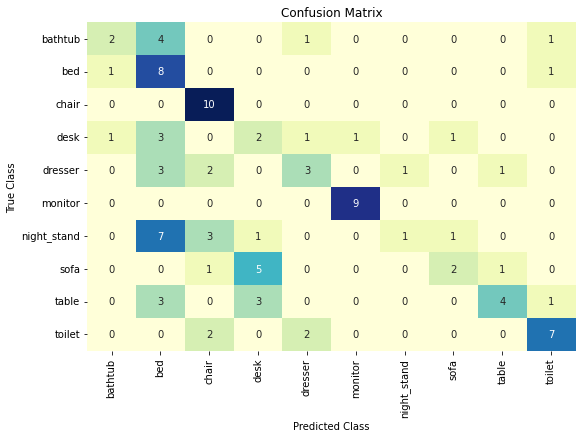 Confusion Matrix
True Class
bathtub 2 4 0 0 1 0 0 0 0 1
bed 1 8 0 0 0 0 0 0 0 1
chair 0 0 10 0 0 0 0 0 0 0
desk 1 3 0 2 1 1 0 1 0 0
dresser 0 3 2 0 3 0 1 0 1 0
monitor 0 0 0 0 0 9 0 0 0 0
night_stand 0 7 3 1 0 0 1 1 0 0
sofa 0 0 1 5 0 0 0 2 1 0
table 0 3 0 3 0 0 0 0 4 1
toilet 0 0 2 0 2 0 0 0 0 7
bathtub bed chair desk dresser monitor night_stand sofa table toilet
Predicted Class